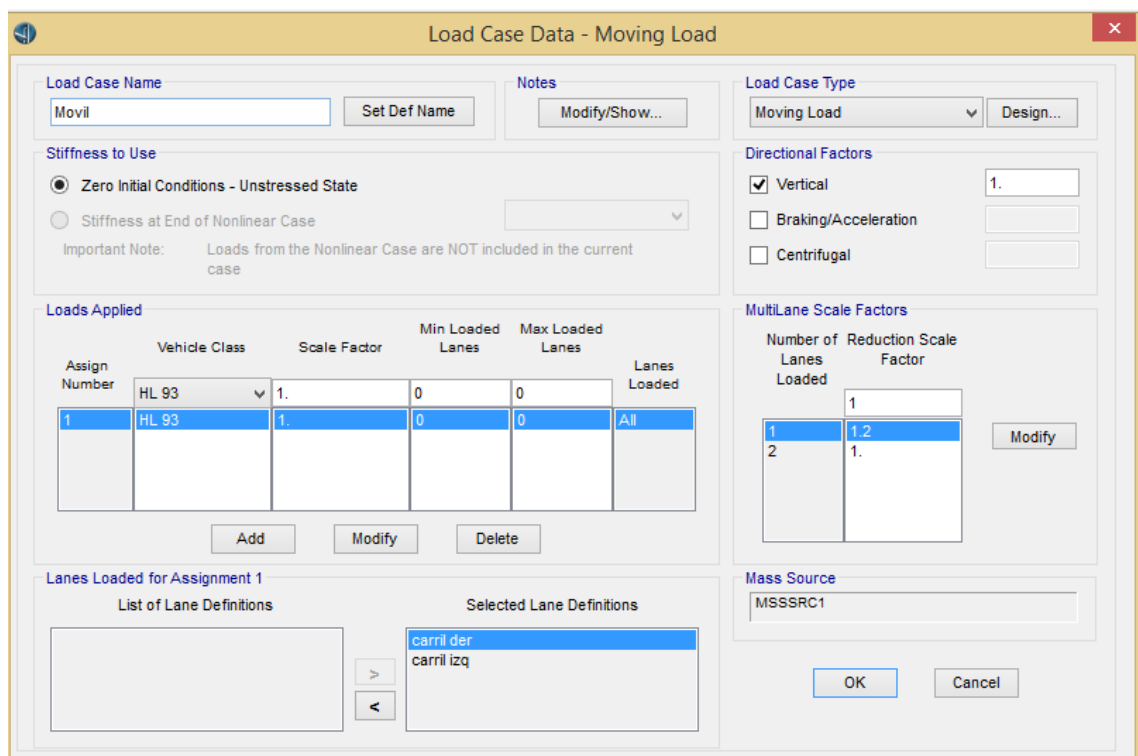 Load Case Data - Moving Load
Load Case Name
Notes
Load Case Type
Movil
Set Def Name
Modify/Show...
Moving Load
Design...
Stiffness to Use
Directional Factors
Zero Initial Conditions - Unstressed State
Vertical
1.
Stiffness at End of Nonlinear Case
Braking/Acceleration
Important Note: Loads from the Nonlinear Case are NOT included in the current
case
Centrifugal
Loads Applied
MultiLane Scale Factors
Assign
Number
Vehicle Class
Scale Factor
Min Loaded
Lanes
Max Loaded
Lanes
Lanes
Loaded
HL 93
1.
0
0
1
HL 93
1.
0
0
All
Number of
Lanes
Loaded
Reduction Scale
Factor
1
1 1.2
2 1.
Modify
Add
Modify
Delete
Lanes Loaded for Assignment 1
Mass Source
List of Lane Definitions
Selected Lane Definitions
MSSSRC1
carril der
carril izq
>
<
OK
Cancel